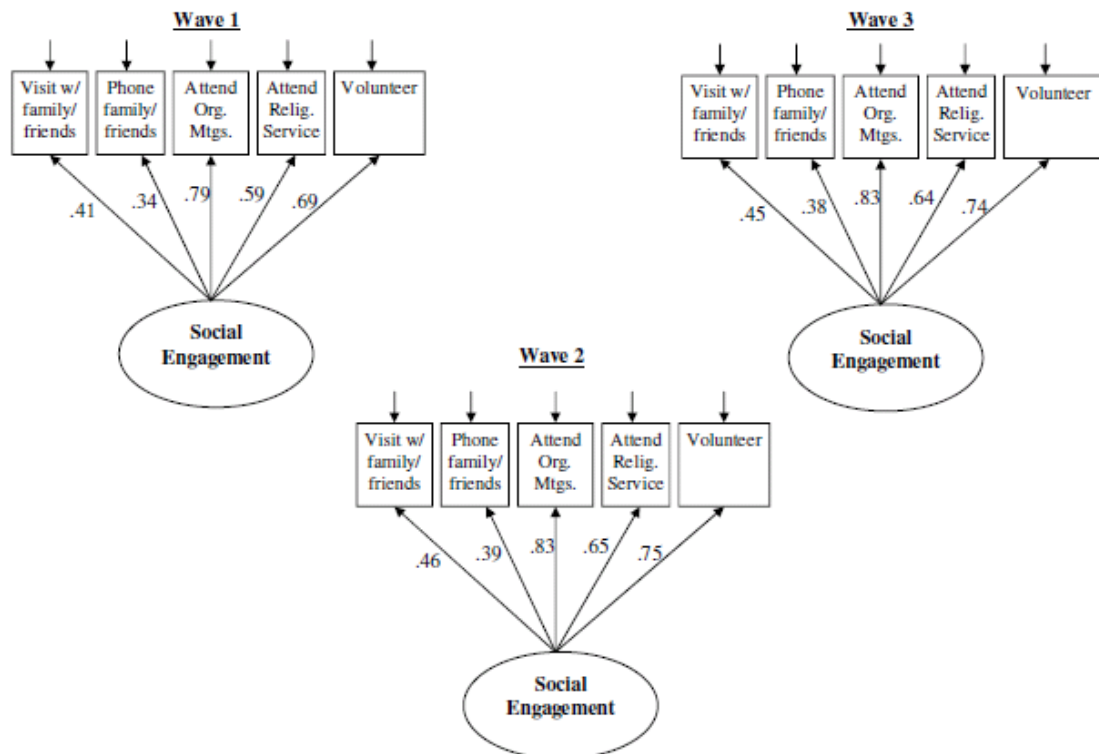 Wave 1
Visit w/
family/
friends
Phone
family/
friends
Attend
Org.
Mtgs.
Attend
Relig.
Service
Volunteer
.41
.34
.79
.59
.69
Social
Engagement
Wave 3
Visit w/
family/
friends
Phone
family/
friends
Attend
Org.
Mtgs.
Attend
Relig.
Service
Volunteer
.45
.38
.83
.64
.74
Social
Engagement
Wave 2
Visit w/
family/
friends
Phone
family/
friends
Attend
Org.
Mtgs.
Attend
Relig.
Service
Volunteer
.46
.39
.83
.65
.75
Social
Engagement